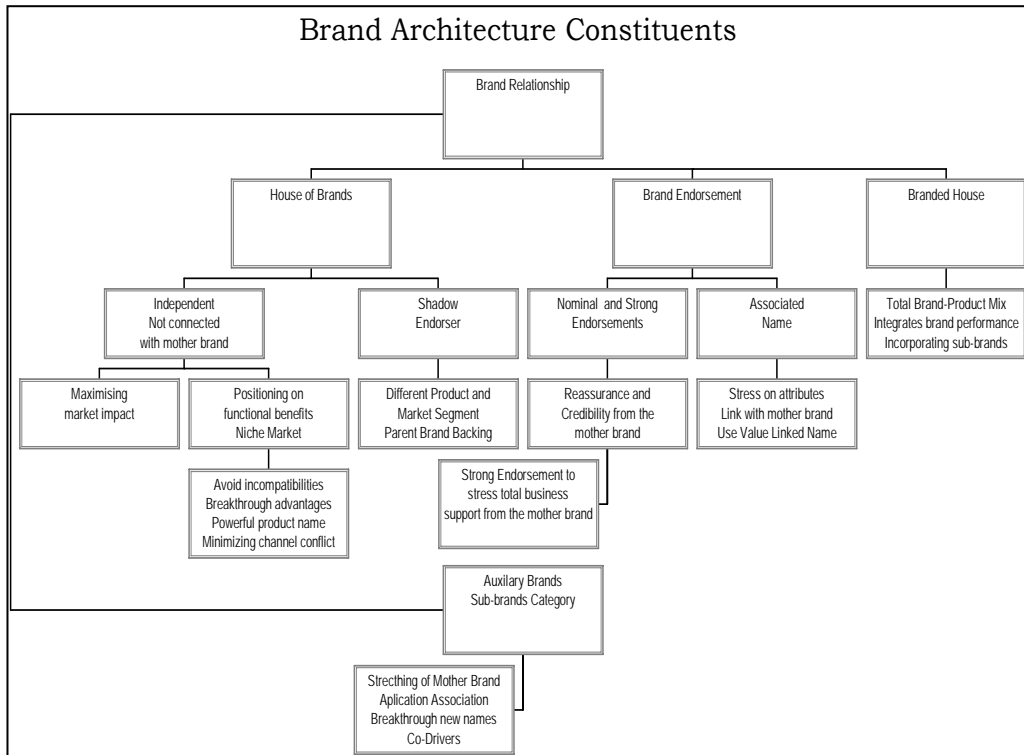 Brand Architecture Constituents
Brand Relationship
House of Brands
Brand Endorsement
Branded House
Independent
Not connected
with mother brand
Shadow
Endorser
Nominal and Strong
Endorsements
Associated
Name
Total Brand-Product Mix
Integrates brand performance
Incorporating sub-brands
Maximising
market impact
Positioning on
functional benefits
Niche Market
Different Product and
Market Segment
Parent Brand Backing
Reassurance and
Credibility from the
mother brand
Stress on attributes
Link with mother brand
Use Value Linked Name
Avoid incompatibilities
Breakthrough advantages
Powerful product name
Minimizing channel conflict
Strong Endorsement to
stress total business
support from the mother brand
Auxilary Brands
Sub-brands Category
Strecthing of Mother Brand
Aplication Association
Breakthrough new names
Co-Drivers